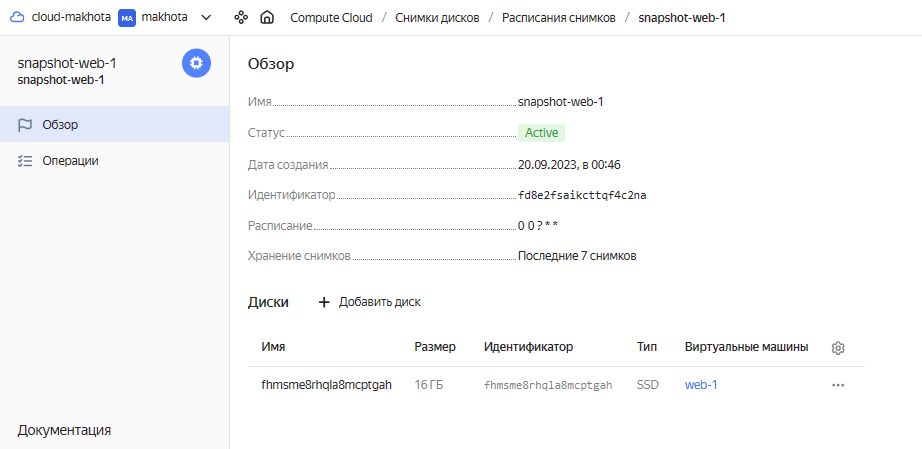 cloud-makhota MA makhota Compute Cloud / Снимки дисков / Расписания снимков / snapshot-web-1
snapshot-web-1
snapshot-web-1
Обзор
Операции
Документация
Обзор
Имя snapshot-web-1
Статус Active
Дата создания 20.09.2023, в 00:46
Идентификатор fd8e2fsaikcttqf4c2na
Расписание 0 0 ? * *
Хранение снимков Последние 7 снимков
Диски + Добавить диск
Имя Размер Идентификатор Тип Виртуальные машины
fhmsme8rhqla8mcptgah 16 ГБ fhmsme8rhqla8mcptgah SSD web-1